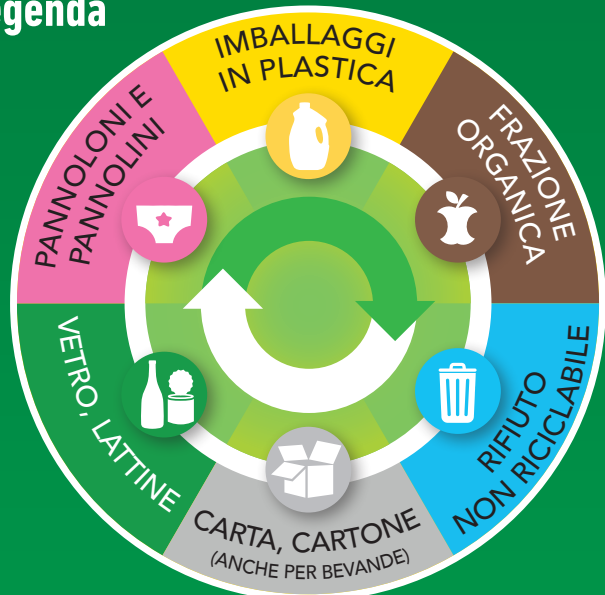 egenda
IMBALLAGGI
IN PLASTICA
FRAZIONE
ORGANICA
RIFIUTO
NON RICICLABILE
CARTA, CARTONE
(ANCHE PER BEVANDE)
VETRO, LATTINE
PANNOLONI E
PANNOLINI